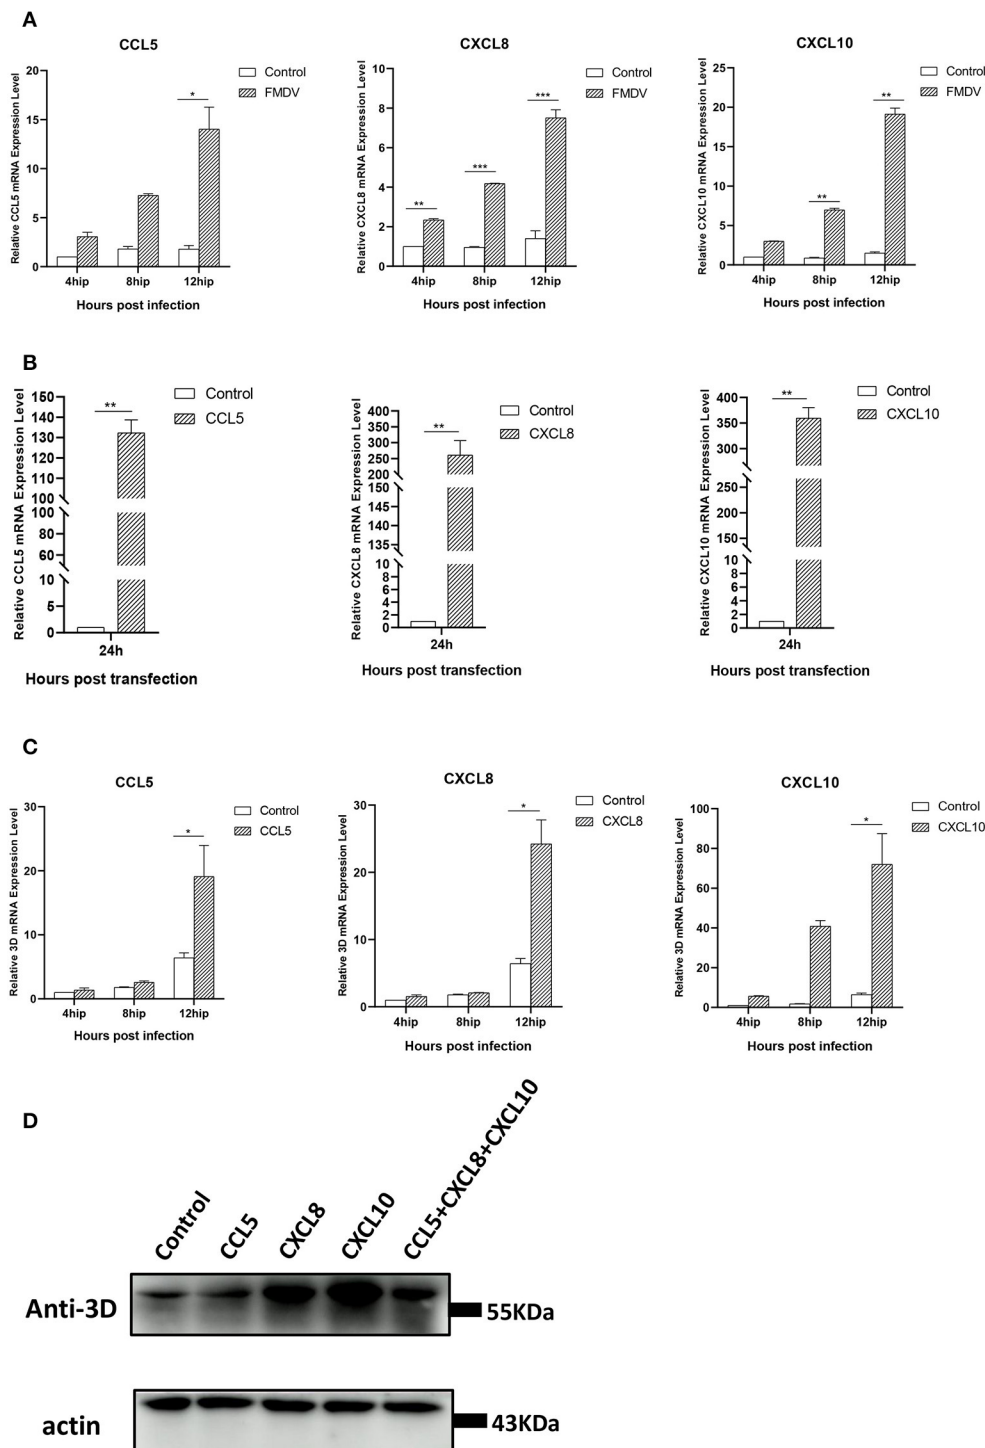 A
CCL5
Relative CCL5 mRNA Expression Level
20
15
10
5
0
*
4hip 8hip 12hip
Hours post infection
Control
FMDV
CXCL8
Relative CXCL8 mRNA Expression Level
10
8
6
4
2
0
**
***
***
4hip 8hip 12hip
Hours post infection
Control
FMDV
CXCL10
Relative CXCL10 mRNA Expression Level
25
20
15
10
5
0
**
**
4hip 8hip 12hip
Hours post infection
Control
FMDV
B
Relative CCL5 mRNA Expression Level
150
140
130
120
110
100
100
80
60
10
5
0
**
24h
Hours post transfection
Control
CCL5
Relative CXCL8 mRNA Expression Level
400
350
300
250
200
150
145
140
135
10
8
6
4
2
0
**
24h
Hours post transfection
Control
CXCL8
Relative CXCL10 mRNA Expression Level
400
350
300
250
200
150
10
8
6
4
2
0
**
24h
Hours post transfection
Control
CXCL10
C
CCL5
Relative 3D mRNA Expression Level
30
20
10
0
*
4hip 8hip 12hip
Hours post infection
Control
CCL5
CXCL8
Relative 3D mRNA Expression Level
30
20
10
0
*
4hip 8hip 12hip
Hours post infection
Control
CXCL8
CXCL10
Relative 3D mRNA Expression Level
100
80
60
40
20
0
*
4hip 8hip 12hip
Hours post infection
Control
CXCL10
D
Control
CCL5
CXCL8
CXCL10
CCL5+CXCL8+CXCL10
Anti-3D
55KDa
actin
43KDa